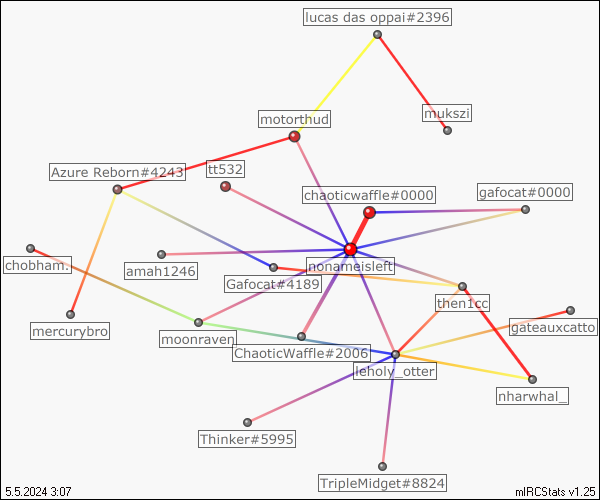 lucas das oppai#2396
mukszi
motorthud
Azure Reborn#4243
tt532
chaoticwaffle#0000
gafocat#0000
chobham.
amah1246
Gafocat#4189
nonameisleft
then1cc
gateauxcatto
mercurybro
moonraven
ChaoticWaffle#2006
leholy_otter
nharwhal_
Thinker#5995
TripleMidget#8824
5.5.2024 3:07
mIRCStats v1.25